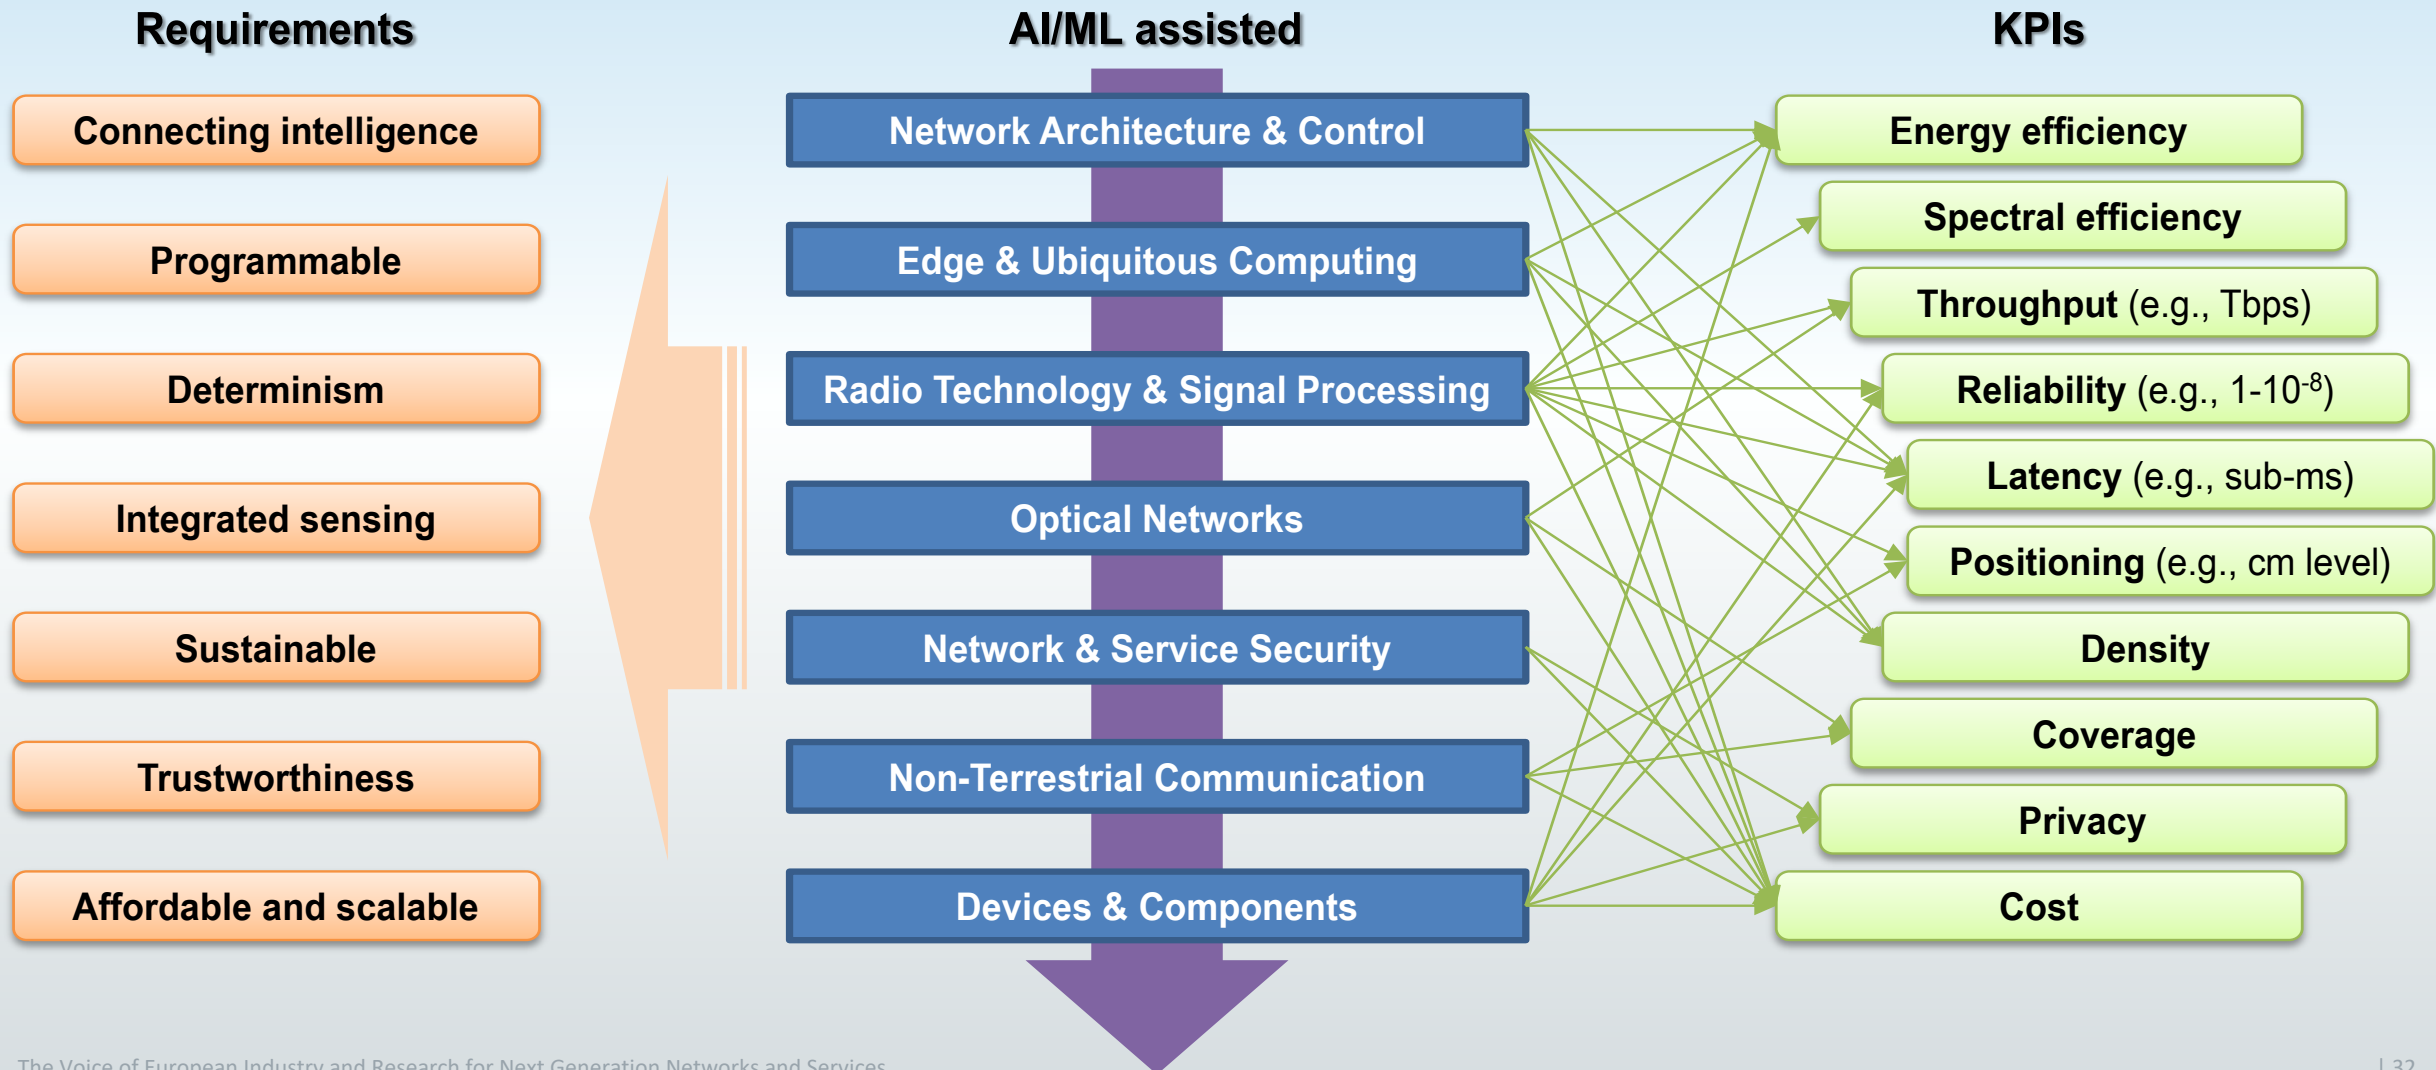 Requirements
AI/ML assisted
KPIs
Connecting intelligence
Programmable
Determinism
Integrated sensing
Sustainable
Trustworthiness
Affordable and scalable
Network Architecture & Control
Edge & Ubiquitous Computing
Radio Technology & Signal Processing
Optical Networks
Network & Service Security
Non-Terrestrial Communication
Devices & Components
Energy efficiency
Spectral efficiency
Throughput (e.g., Tbps)
Reliability (e.g., 1-10⁻⁸)
Latency (e.g., sub-ms)
Positioning (e.g., cm level)
Density
Coverage
Privacy
Cost
The Voice of European Industry and Research for Next Generation Networks and Services
| 32